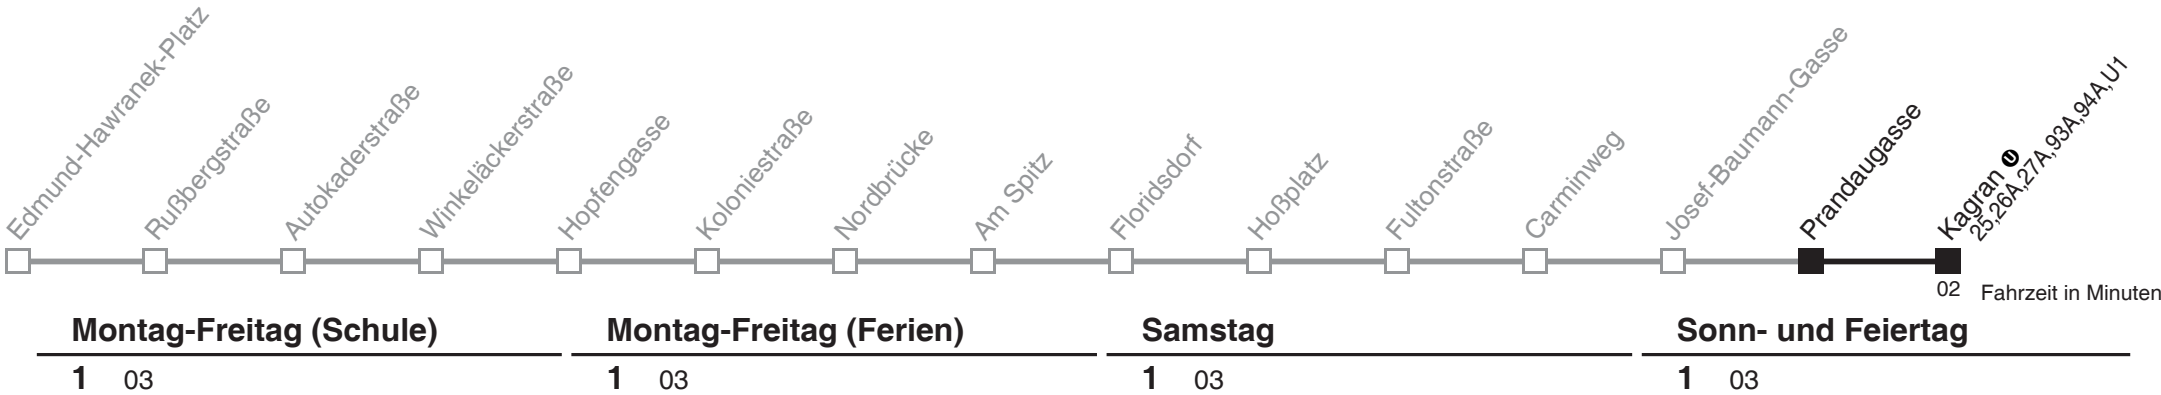 Edmund-Hawranek-Platz
Rußbergstraße
Autokaderstraße
Winkeläckerstraße
Hopfengasse
Koloniestraße
Nordbrücke
Am Spitz
Floridsdorf
Hoßplatz
Fultonstraße
Carminweg
Josef-Baumann-Gasse
Prandaugasse
Kagran U
25,26A,27A,93A,94A,U1
02 Fahrzeit in Minuten
Montag-Freitag (Schule)
1 03
Montag-Freitag (Ferien)
1 03
Samstag
1 03
Sonn- und Feiertag
1 03